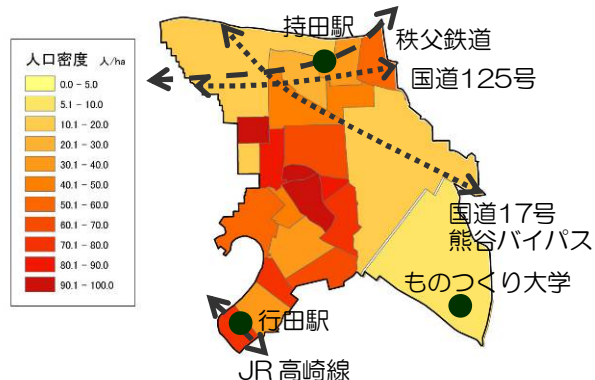 持田駅
秩父鉄道
国道125号
人口密度 人/ha
0.0 - 5.0
5.1 - 10.0
10.1 - 20.0
20.1 - 30.0
30.1 - 40.0
40.1 - 50.0
50.1 - 60.0
60.1 - 70.0
70.1 - 80.0
80.1 - 90.0
90.1 - 100.0
国道17号
熊谷バイパス
ものつくり大学
行田駅
JR高崎線